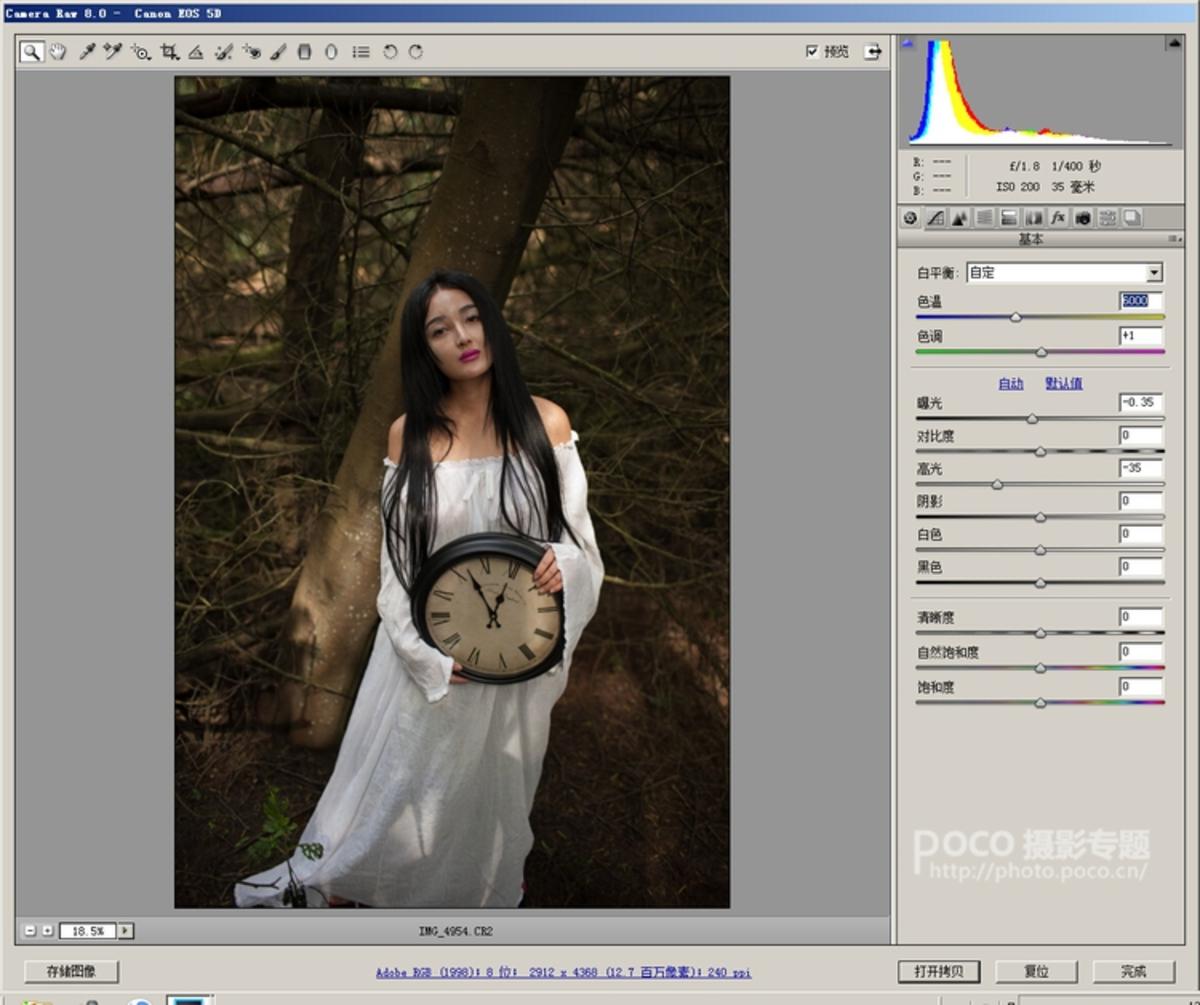 Camera Raw 8.0 - Canon EOS 5D
预览
R: ---
G: ---
B: ---
f/1.8 1/400 秒
ISO 200 35 毫米
fx
基本
白平衡: 自定
色温 6000
色调 +1
自动 默认值
曝光 -0.35
对比度 0
高光 -35
阴影 0
白色 0
黑色 0
清晰度 0
自然饱和度 0
饱和度 0
poco 摄影专题
http://photo.poco.cn/
18.5%
IMG_4954.CR2
存储图像
Adobe RGB (1998); 8 位; 2912 x 4368 (12.7 百万像素); 240 ppi
打开拷贝
复位
完成